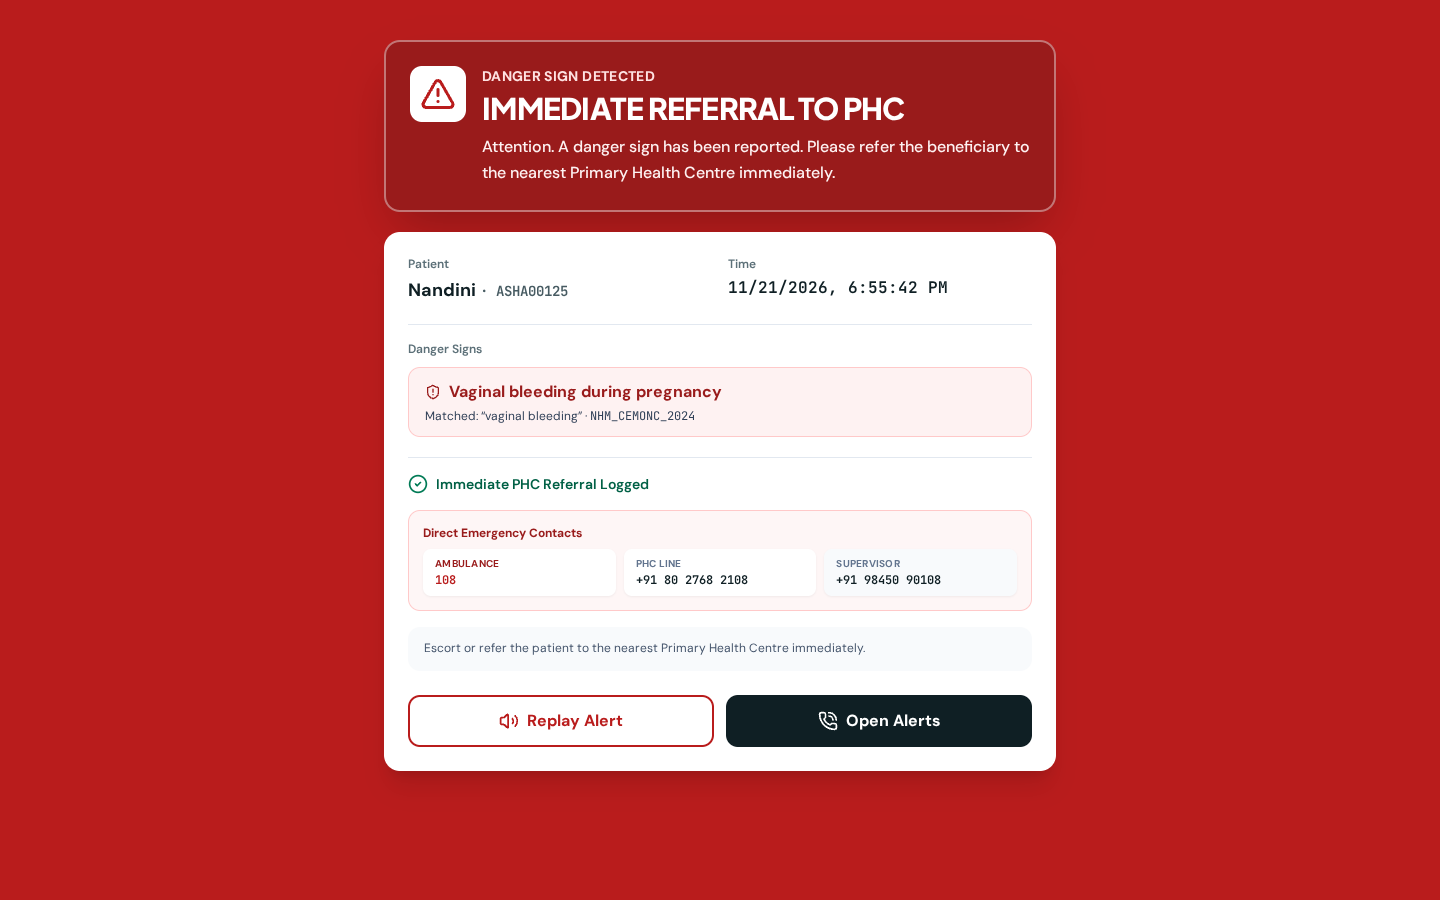 DANGER SIGN DETECTED
IMMEDIATE REFERRAL TO PHC
Attention. A danger sign has been reported. Please refer the beneficiary to
the nearest Primary Health Centre immediately.
Patient
Nandini · ASHA00125
Time
11/21/2026, 6:55:42 PM
Danger Signs
Vaginal bleeding during pregnancy
Matched: “vaginal bleeding” · NHM_CEMONC_2024
Immediate PHC Referral Logged
Direct Emergency Contacts
AMBULANCE
108
PHC LINE
+91 80 2768 2108
SUPERVISOR
+91 98450 90108
Escort or refer the patient to the nearest Primary Health Centre immediately.
Replay Alert
Open Alerts